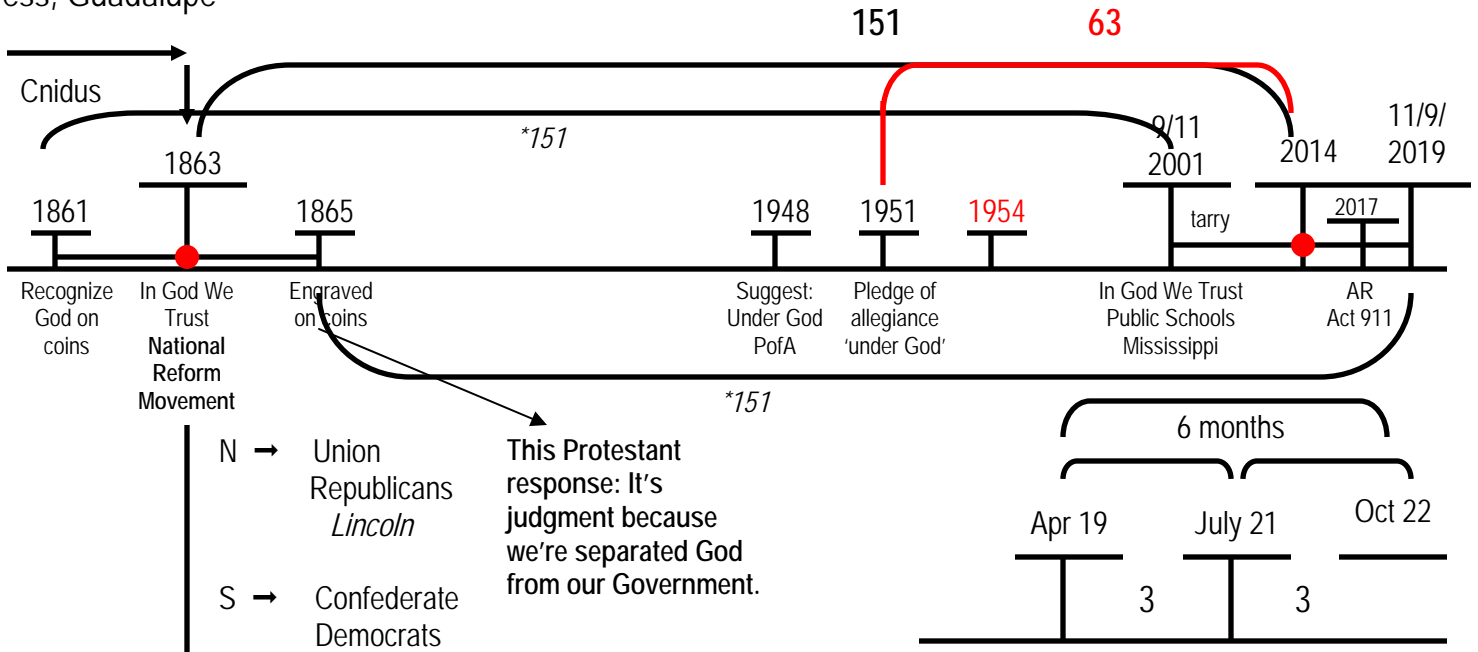 ess, Guadalupe
151
63
Cnidus
*151
9/11
2001
2014
11/9/
2019
1863
1861
1865
1948
1951
1954
tarry
2017
Recognize
God on
coins
In God We
Trust
National
Reform
Movement
Engraved
on coins
Suggest:
Under God
PofA
Pledge of
allegiance
'under God'
In God We Trust
Public Schools
Mississippi
AR
Act 911
*151
N → Union
Republicans
Lincoln
S → Confederate
Democrats
This Protestant
response: It's
judgment because
we're separated God
from our Government.
6 months
Apr 19
July 21
Oct 22
3
3